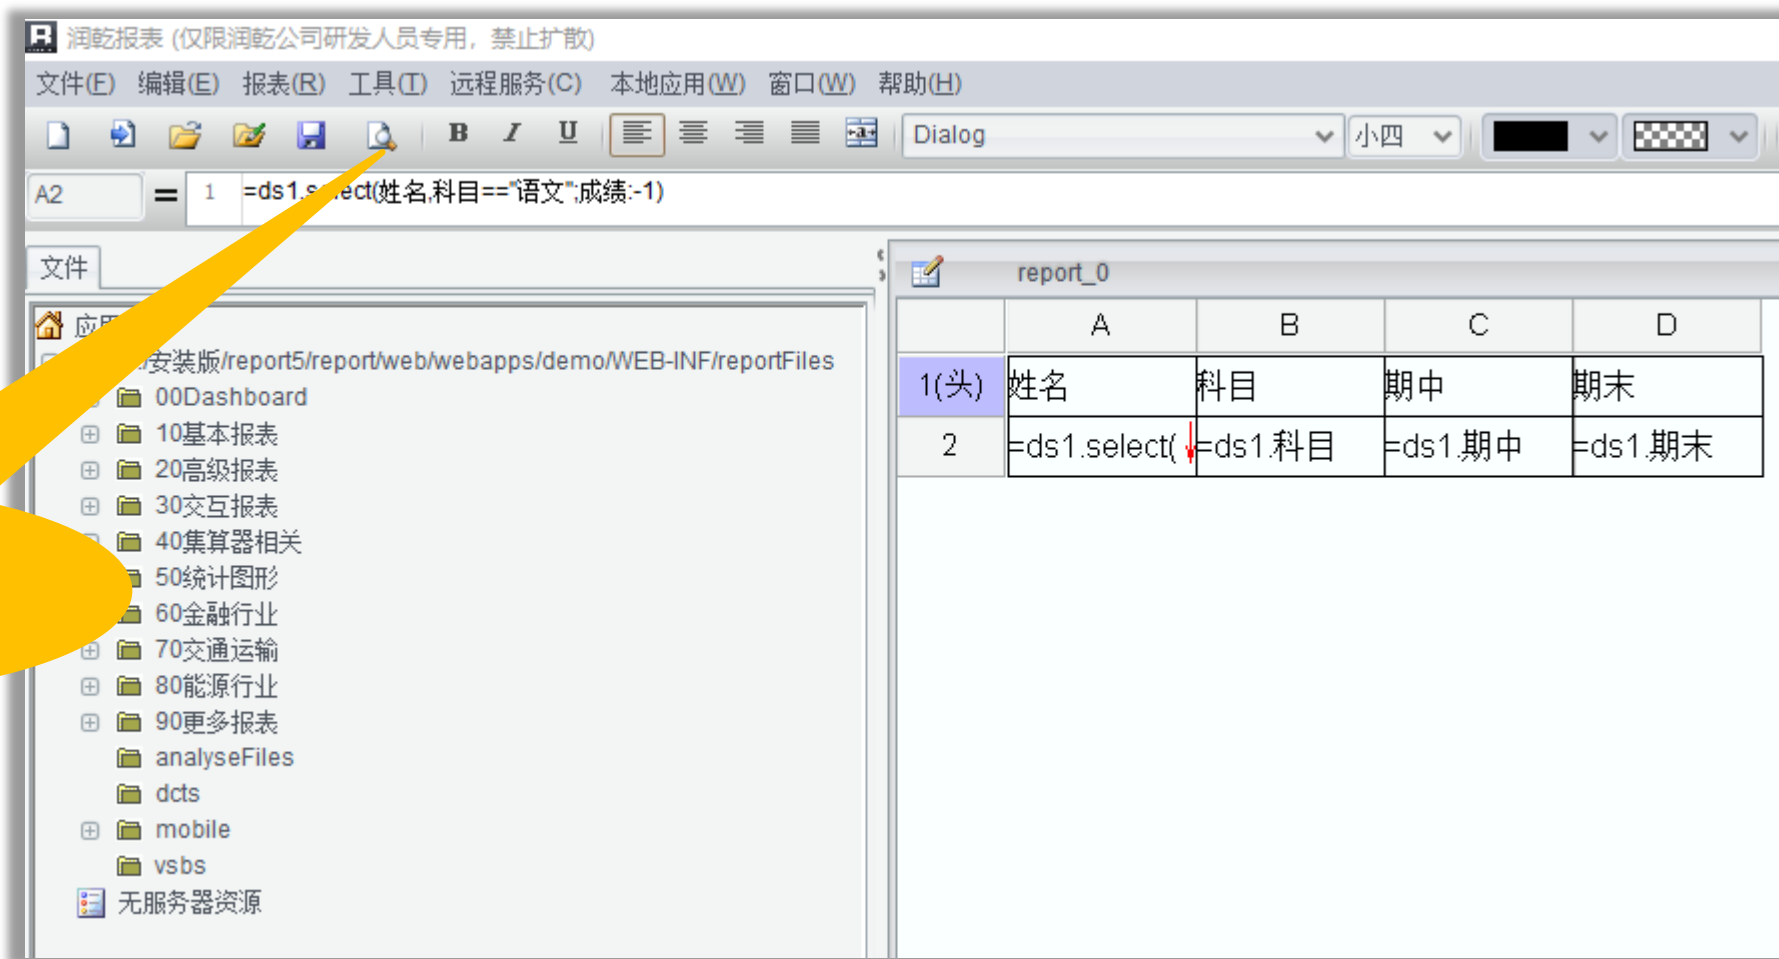 润乾报表 (仅限润乾公司研发人员专用，禁止扩散)
文件(F) 编辑(E) 报表(R) 工具(T) 远程服务(C) 本地应用(W) 窗口(W) 帮助(H)
B I U Dialog 小四
A2 = 1 =ds1.select(姓名,科目=="语文";成绩:-1)
文件
report_0
A B C D
1(头) 姓名 科目 期中 期末
2 =ds1.select( =ds1.科目 =ds1.期中 =ds1.期末
/安装版/report5/report/web/webapps/demo/WEB-INF/reportFiles
00Dashboard
10基本报表
20高级报表
30交互报表
40集算器相关
50统计图形
60金融行业
70交通运输
80能源行业
90更多报表
analyseFiles
dcts
mobile
vsbs
无服务器资源